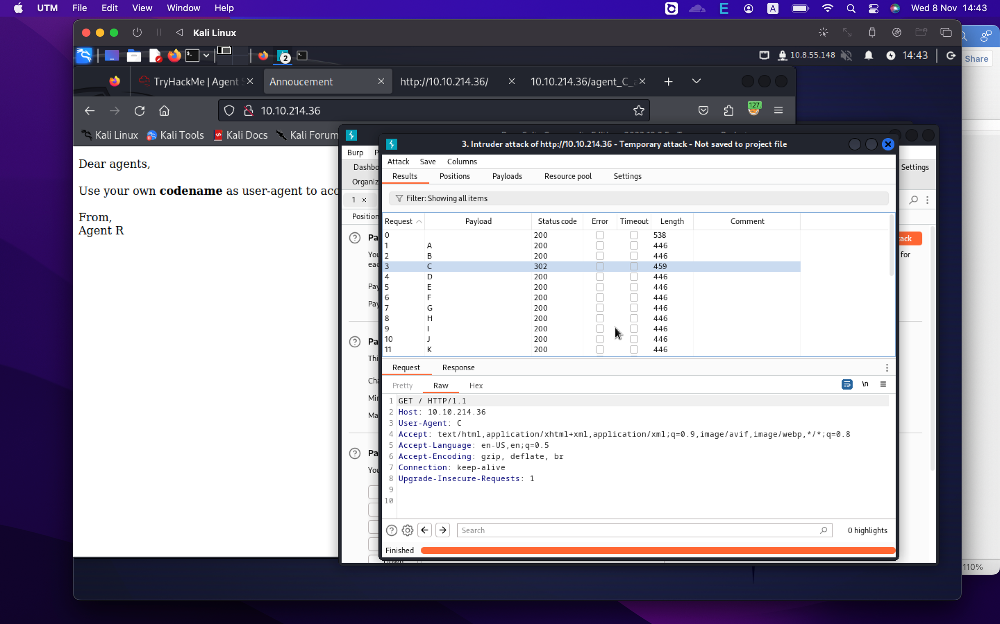 UTM File Edit View Window Help
E A Wed 8 Nov 14:43
Kali Linux
2 10.8.55.148 14:43
Share
TryHackMe | Agent S
Annoucement
http://10.10.214.36/
10.10.214.36/agent_C_a
10.10.214.36
127.
Kali Linux Kali Tools Kali Docs Kali Forum
Dear agents,
Use your own codename as user-agent to acc
From,
Agent R
Burp P
Dashbo
Organiz
1 ×
Position
Pa
You
eac
Pay
Pay
Pa
Thi
Cha
Min
Ma
Pa
You
Down
Settings
tack
for
3. Intruder attack of http://10.10.214.36 - Temporary attack - Not saved to project file
Attack Save Columns
Results Positions Payloads Resource pool Settings
Filter: Showing all items
Request Payload Status code Error Timeout Length Comment
0 200 538
1 A 200 446
2 B 200 446
3 C 302 459
4 D 200 446
5 E 200 446
6 F 200 446
7 G 200 446
8 H 200 446
9 I 200 446
10 J 200 446
11 K 200 446
Request Response
Pretty Raw Hex
\n
1 GET / HTTP/1.1
2 Host: 10.10.214.36
3 User-Agent: C
4 Accept: text/html,application/xhtml+xml,application/xml;q=0.9,image/avif,image/webp,*/*;q=0.8
5 Accept-Language: en-US,en;q=0.5
6 Accept-Encoding: gzip, deflate, br
7 Connection: keep-alive
8 Upgrade-Insecure-Requests: 1
9
10
Search 0 highlights
Finished
110%